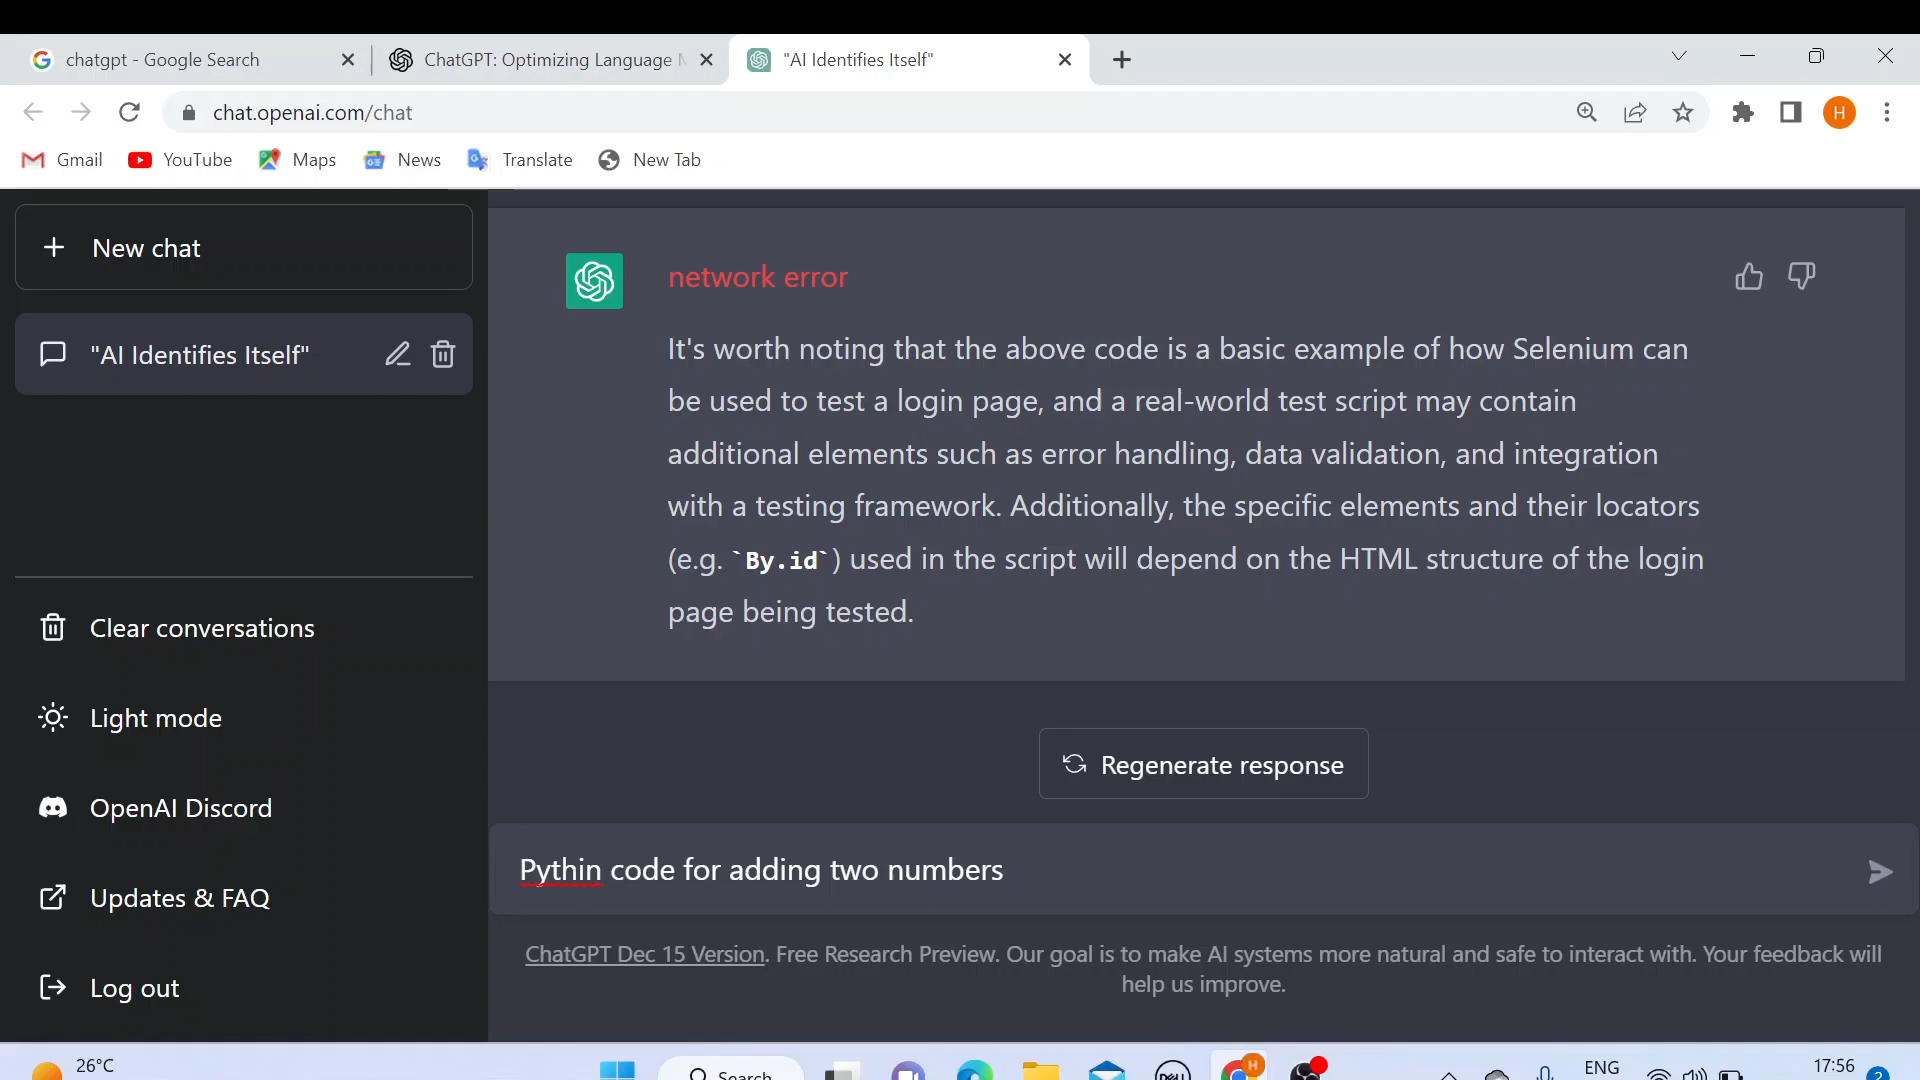 chatgpt - Google Search
ChatGPT: Optimizing Language
"AI Identifies Itself"
chat.openai.com/chat
H
Gmail
YouTube
Maps
News
Translate
New Tab
New chat
"AI Identifies Itself"
Clear conversations
Light mode
OpenAI Discord
Updates & FAQ
Log out
network error
It's worth noting that the above code is a basic example of how Selenium can
be used to test a login page, and a real-world test script may contain
additional elements such as error handling, data validation, and integration
with a testing framework. Additionally, the specific elements and their locators
(e.g. `By.id`) used in the script will depend on the HTML structure of the login
page being tested.
Regenerate response
Pythin code for adding two numbers
ChatGPT Dec 15 Version. Free Research Preview. Our goal is to make AI systems more natural and safe to interact with. Your feedback will
help us improve.
26°C
Search
DELL
H
ENG
17:56
2